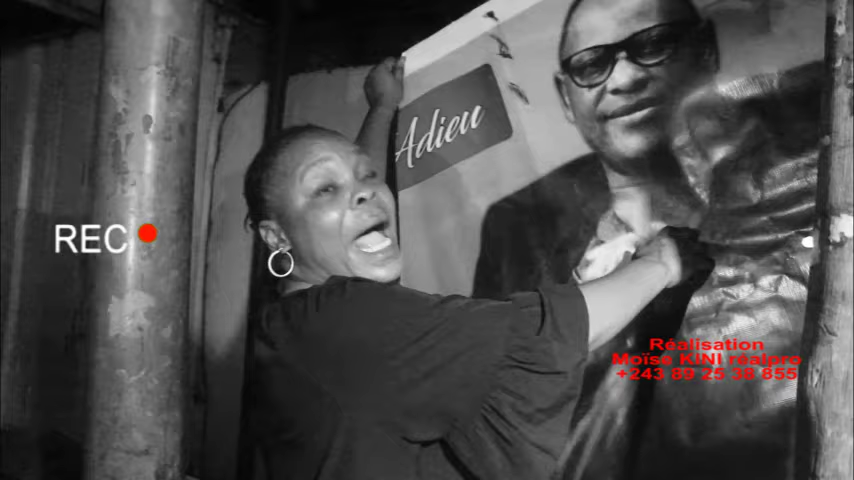 Adieu
REC
Réalisation
Moïse KINI réalpro
+243 89 25 38 855